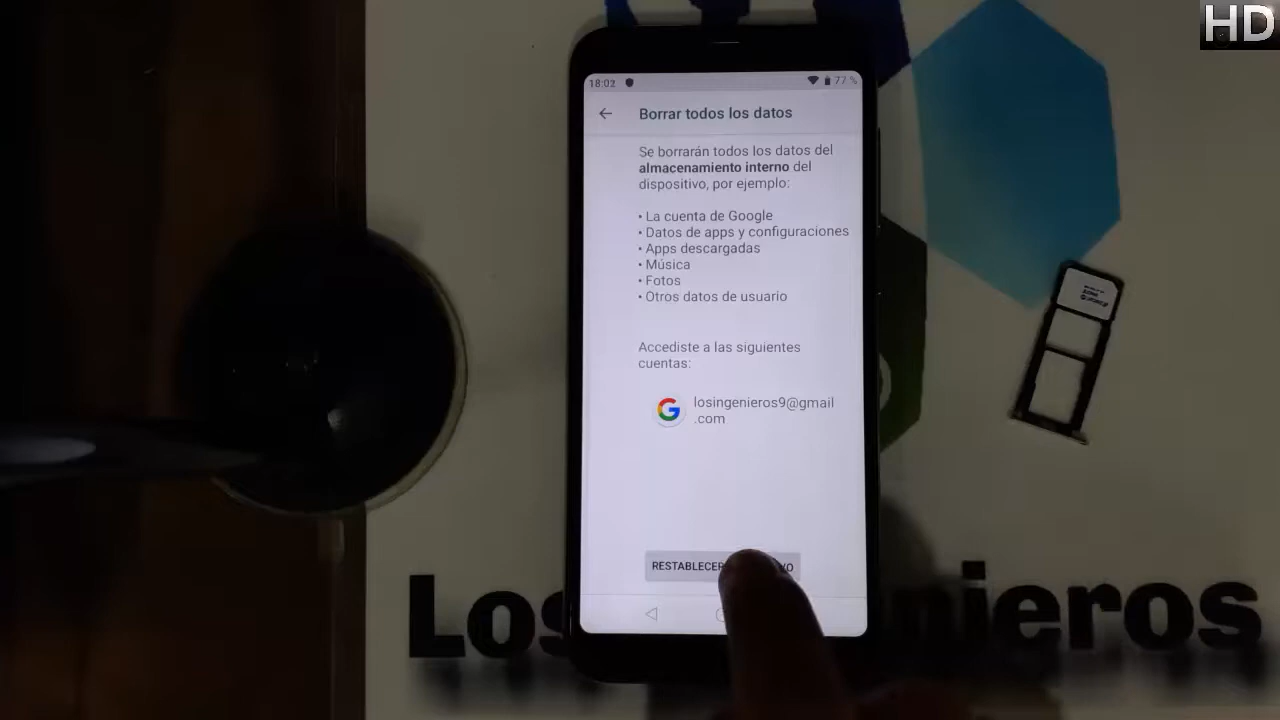 HD
18:02
77 %
Borrar todos los datos
Se borrarán todos los datos del
almacenamiento interno del
dispositivo, por ejemplo:
• La cuenta de Google
• Datos de apps y configuraciones
• Apps descargadas
• Música
• Fotos
• Otros datos de usuario
Accediste a las siguientes
cuentas:
losingenieros9@gmail
.com
RESTABLECER
Los nieros